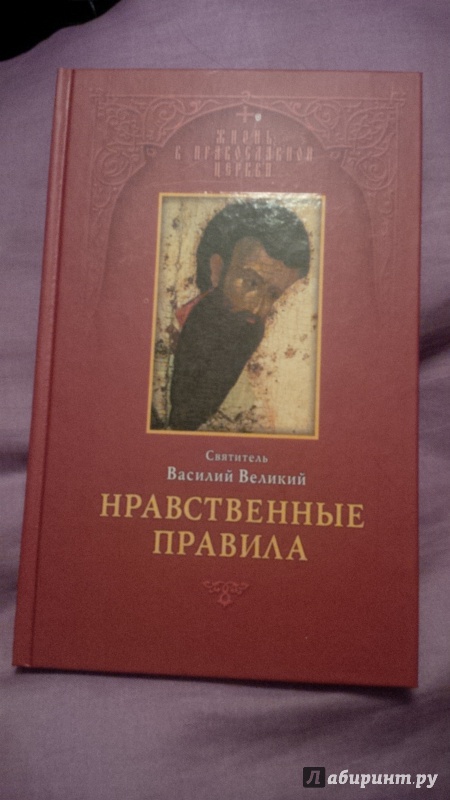 ЖИЗНЬ
В ПРАВОСЛАВНОЙ
ЦЕРКВИ
Святитель
Василий Великий
НРАВСТВЕННЫЕ
ПРАВИЛА
Лабиринт.ру